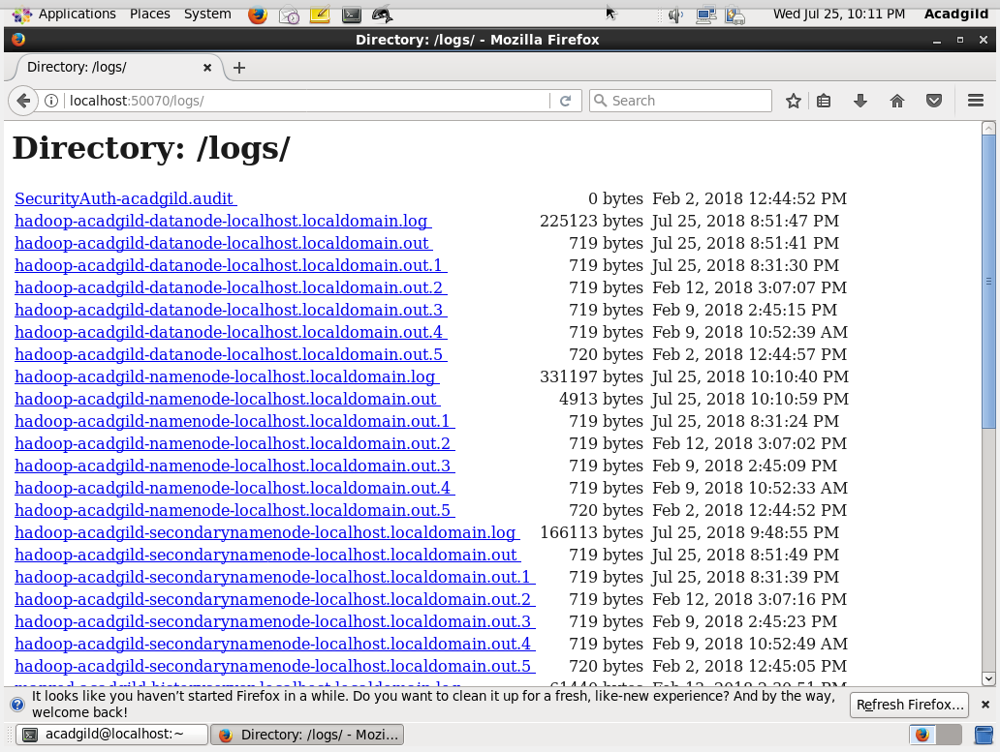 Applications Places System Wed Jul 25, 10:11 PM Acadgild
Directory: /logs/ - Mozilla Firefox
Directory: /logs/
localhost:50070/logs/ Search
Directory: /logs/
SecurityAuth-acadgild.audit 0 bytes Feb 2, 2018 12:44:52 PM
hadoop-acadgild-datanode-localhost.localdomain.log 225123 bytes Jul 25, 2018 8:51:47 PM
hadoop-acadgild-datanode-localhost.localdomain.out 719 bytes Jul 25, 2018 8:51:41 PM
hadoop-acadgild-datanode-localhost.localdomain.out.1 719 bytes Jul 25, 2018 8:31:30 PM
hadoop-acadgild-datanode-localhost.localdomain.out.2 719 bytes Feb 12, 2018 3:07:07 PM
hadoop-acadgild-datanode-localhost.localdomain.out.3 719 bytes Feb 9, 2018 2:45:15 PM
hadoop-acadgild-datanode-localhost.localdomain.out.4 719 bytes Feb 9, 2018 10:52:39 AM
hadoop-acadgild-datanode-localhost.localdomain.out.5 720 bytes Feb 2, 2018 12:44:57 PM
hadoop-acadgild-namenode-localhost.localdomain.log 331197 bytes Jul 25, 2018 10:10:40 PM
hadoop-acadgild-namenode-localhost.localdomain.out 4913 bytes Jul 25, 2018 10:10:59 PM
hadoop-acadgild-namenode-localhost.localdomain.out.1 719 bytes Jul 25, 2018 8:31:24 PM
hadoop-acadgild-namenode-localhost.localdomain.out.2 719 bytes Feb 12, 2018 3:07:02 PM
hadoop-acadgild-namenode-localhost.localdomain.out.3 719 bytes Feb 9, 2018 2:45:09 PM
hadoop-acadgild-namenode-localhost.localdomain.out.4 719 bytes Feb 9, 2018 10:52:33 AM
hadoop-acadgild-namenode-localhost.localdomain.out.5 720 bytes Feb 2, 2018 12:44:52 PM
hadoop-acadgild-secondarynamenode-localhost.localdomain.log 166113 bytes Jul 25, 2018 9:48:55 PM
hadoop-acadgild-secondarynamenode-localhost.localdomain.out 719 bytes Jul 25, 2018 8:51:49 PM
hadoop-acadgild-secondarynamenode-localhost.localdomain.out.1 719 bytes Jul 25, 2018 8:31:39 PM
hadoop-acadgild-secondarynamenode-localhost.localdomain.out.2 719 bytes Feb 12, 2018 3:07:16 PM
hadoop-acadgild-secondarynamenode-localhost.localdomain.out.3 719 bytes Feb 9, 2018 2:45:23 PM
hadoop-acadgild-secondarynamenode-localhost.localdomain.out.4 719 bytes Feb 9, 2018 10:52:49 AM
hadoop-acadgild-secondarynamenode-localhost.localdomain.out.5 720 bytes Feb 2, 2018 12:45:05 PM
It looks like you haven’t started Firefox in a while. Do you want to clean it up for a fresh, like-new experience? And by the way,
welcome back!
Refresh Firefox...
acadgild@localhost:~ Directory: /logs/ - Mozi...